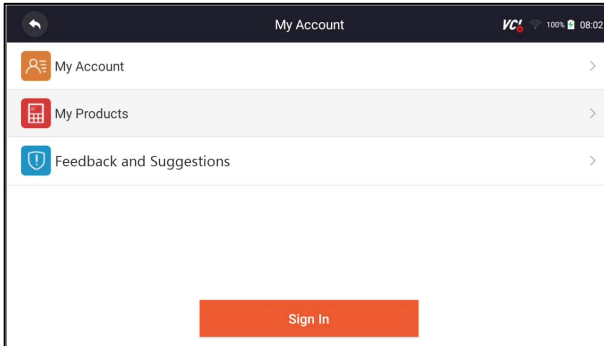 My Account
VCI 100% 08:02
My Account
My Products
Feedback and Suggestions
Sign In